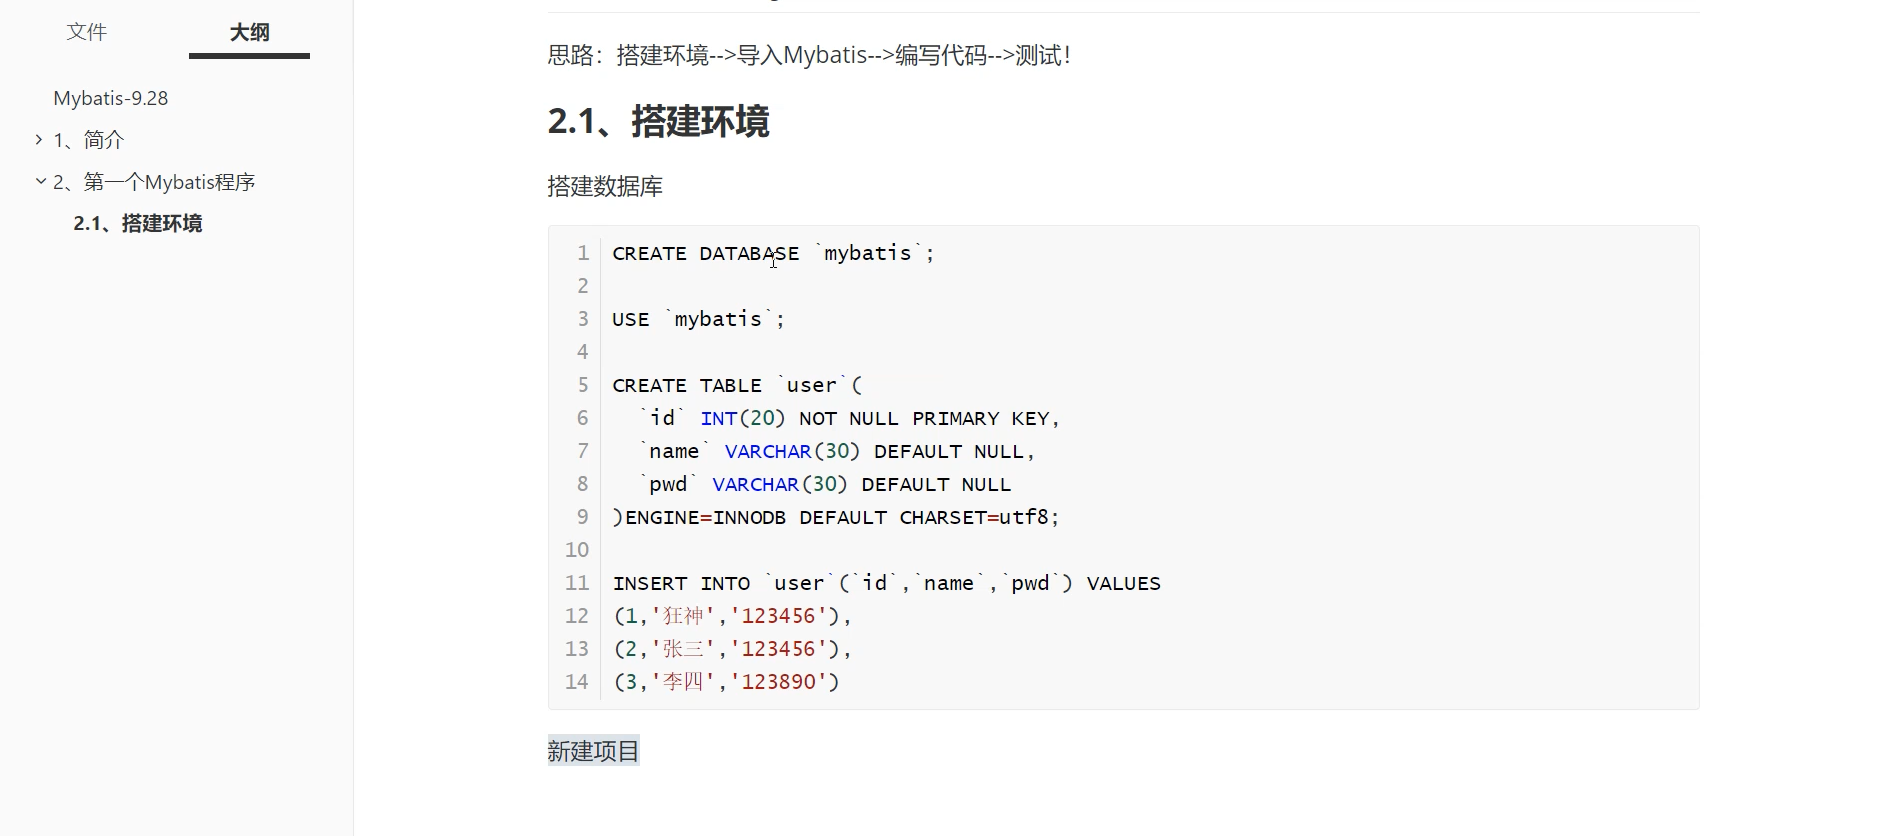 文件
大纲
Mybatis-9.28
1、简介
2、第一个Mybatis程序
2.1、搭建环境
思路：搭建环境-->导入Mybatis-->编写代码-->测试！
2.1、搭建环境
搭建数据库
1 CREATE DATABASE `mybatis`;
2
3 USE `mybatis`;
4
5 CREATE TABLE `user`(
6   `id` INT(20) NOT NULL PRIMARY KEY,
7   `name` VARCHAR(30) DEFAULT NULL,
8   `pwd` VARCHAR(30) DEFAULT NULL
9 )ENGINE=INNODB DEFAULT CHARSET=utf8;
10
11 INSERT INTO `user`(`id`,`name`,`pwd`) VALUES
12 (1,'狂神','123456'),
13 (2,'张三','123456'),
14 (3,'李四','123890')
新建项目